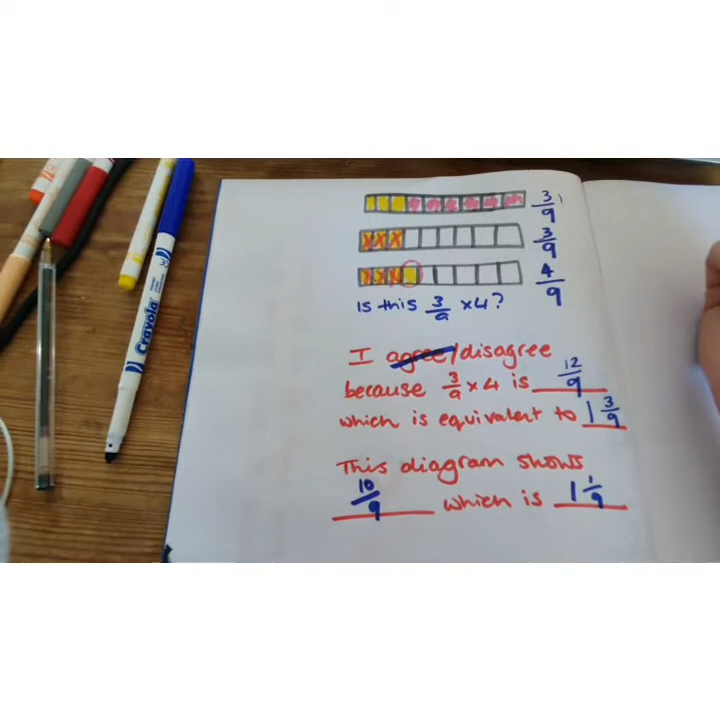 3/9
3/9
4/9
Is this 3/9 x4?
I agree/disagree
because 3/9 x 4 is 12/9
which is equivalent to 1 3/9
This diagram shows
10/9 which is 1 1/9
Crayola